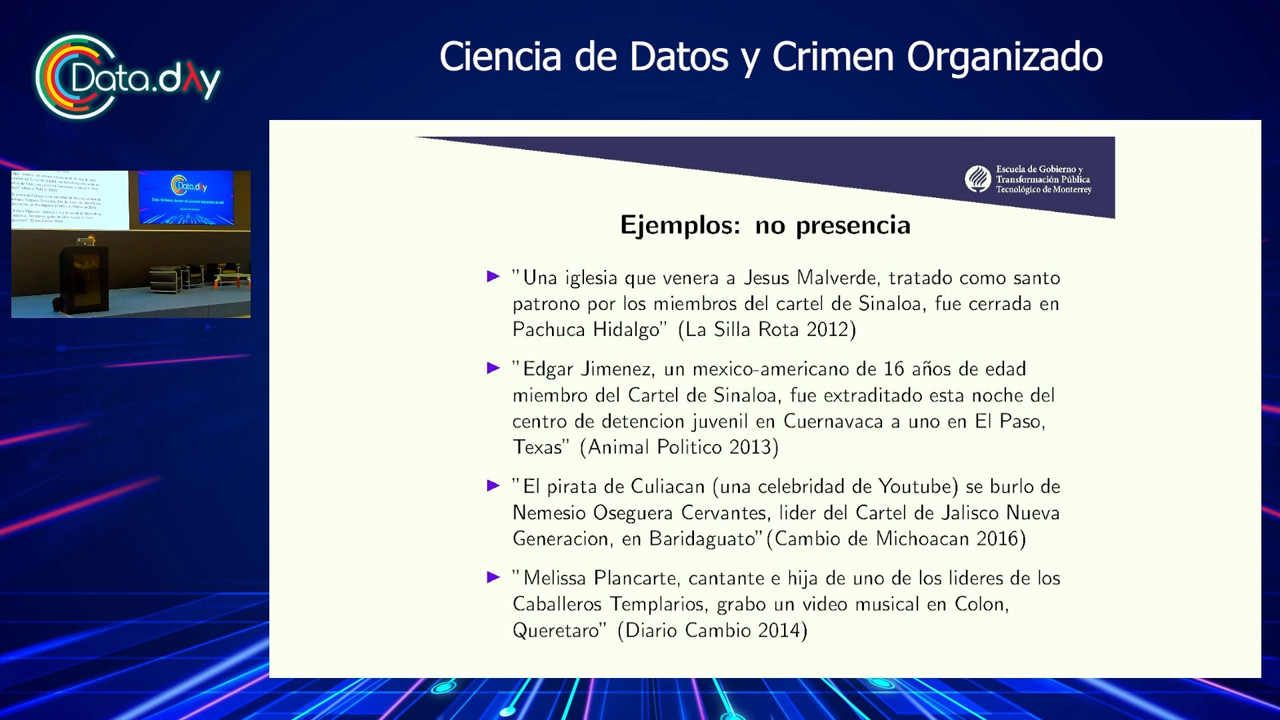 Data.dλy
Ciencia de Datos y Crimen Organizado
Escuela de Gobierno y
Transformación Pública
Tecnológico de Monterrey
Ejemplos: no presencia
”Una iglesia que venera a Jesus Malverde, tratado como santo
patrono por los miembros del cartel de Sinaloa, fue cerrada en
Pachuca Hidalgo” (La Silla Rota 2012)
”Edgar Jimenez, un mexico-americano de 16 años de edad
miembro del Cartel de Sinaloa, fue extraditado esta noche del
centro de detencion juvenil en Cuernavaca a uno en El Paso,
Texas” (Animal Politico 2013)
”El pirata de Culiacan (una celebridad de Youtube) se burlo de
Nemesio Oseguera Cervantes, lider del Cartel de Jalisco Nueva
Generacion, en Baridaguato”(Cambio de Michoacan 2016)
”Melissa Plancarte, cantante e hija de uno de los lideres de los
Caballeros Templarios, grabo un video musical en Colon,
Queretaro” (Diario Cambio 2014)
Data.dλy